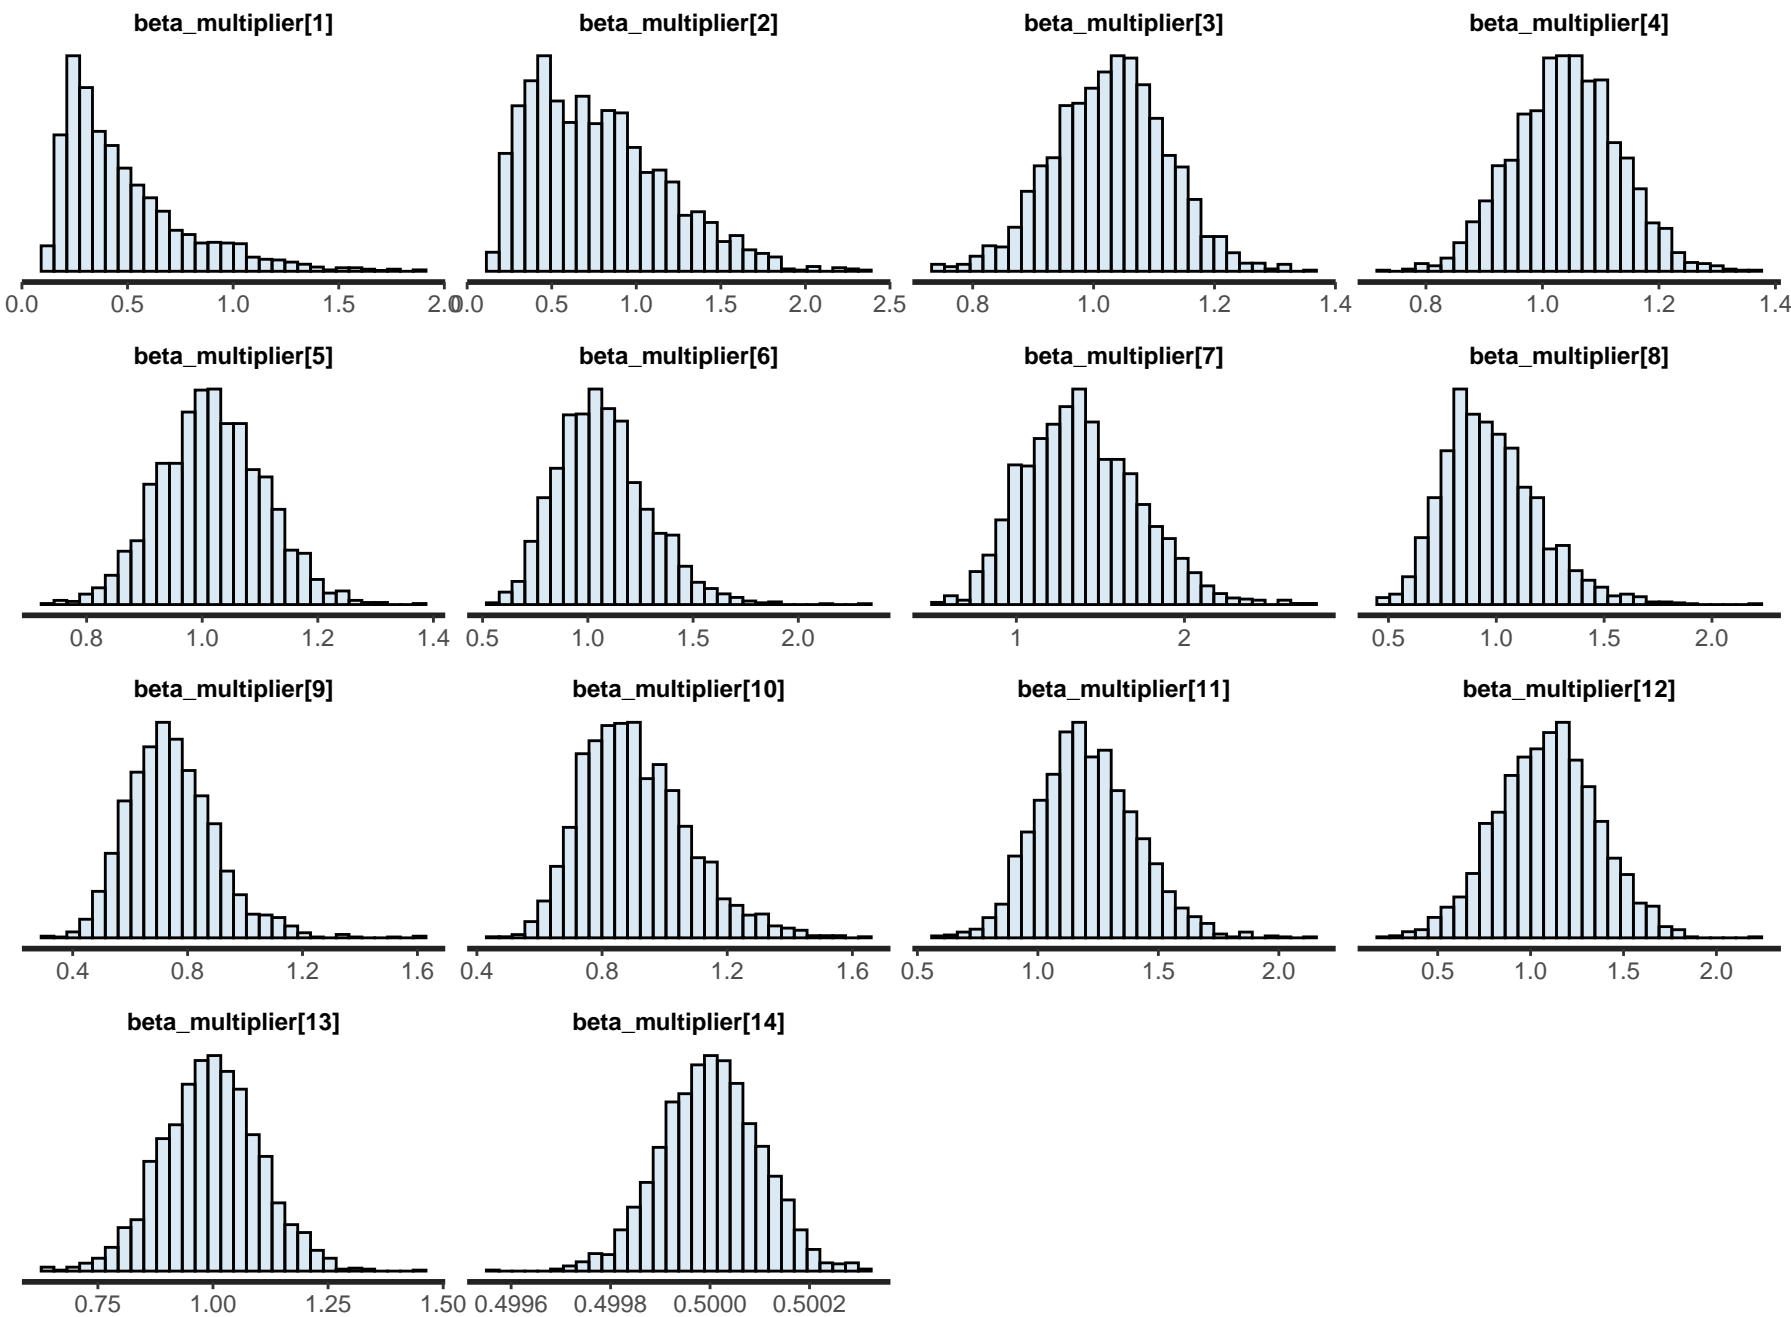 beta_multiplier[1] beta_multiplier[2] beta_multiplier[3] beta_multiplier[4]
0.0 0.5 1.0 1.5 2.0 0.0 0.5 1.0 1.5 2.0 2.5 0.8 1.0 1.2 1.4 0.8 1.0 1.2 1.4
beta_multiplier[5] beta_multiplier[6] beta_multiplier[7] beta_multiplier[8]
0.8 1.0 1.2 1.4 0.5 1.0 1.5 2.0 1 2 0.5 1.0 1.5 2.0
beta_multiplier[9] beta_multiplier[10] beta_multiplier[11] beta_multiplier[12]
0.4 0.8 1.2 1.6 0.4 0.8 1.2 1.6 0.5 1.0 1.5 2.0 0.5 1.0 1.5 2.0
beta_multiplier[13] beta_multiplier[14]
0.75 1.00 1.25 1.50 0.4996 0.4998 0.5000 0.5002